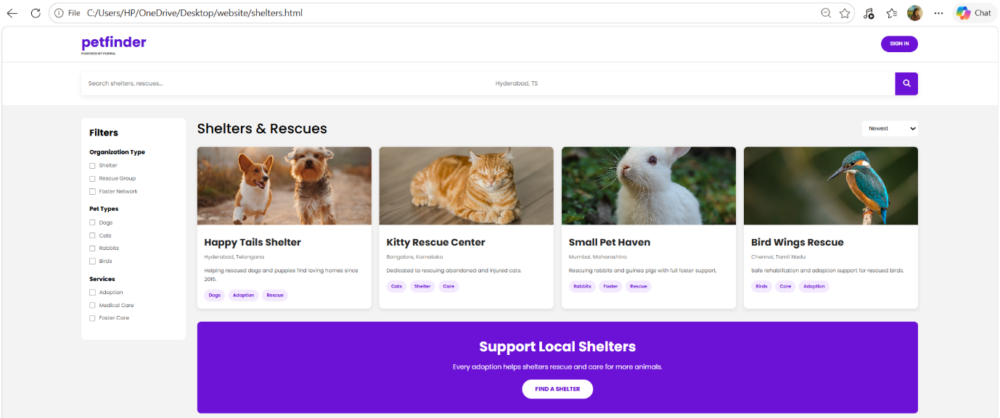 File C:/Users/HP/OneDrive/Desktop/website/shelters.html
Chat
petfinder
POWERED BY PURINA
SIGN IN
Search shelters, rescues...
Hyderabad, TS
Filters
Organization Type
Shelter
Rescue Group
Foster Network
Pet Types
Dogs
Cats
Rabbits
Birds
Services
Adoption
Medical Care
Foster Care
Shelters & Rescues
Newest
Happy Tails Shelter
Hyderabad, Telangana
Helping rescued dogs and puppies find loving homes since
2015.
Dogs Adoption Rescue
Kitty Rescue Center
Bangalore, Karnataka
Dedicated to rescuing abandoned and injured cats.
Cats Shelter Care
Small Pet Haven
Mumbai, Maharashtra
Rescuing rabbits and guinea pigs with full foster support.
Rabbits Foster Rescue
Bird Wings Rescue
Chennai, Tamil Nadu
Safe rehabilitation and adoption support for rescued birds.
Birds Care Adoption
Support Local Shelters
Every adoption helps shelters rescue and care for more animals.
FIND A SHELTER